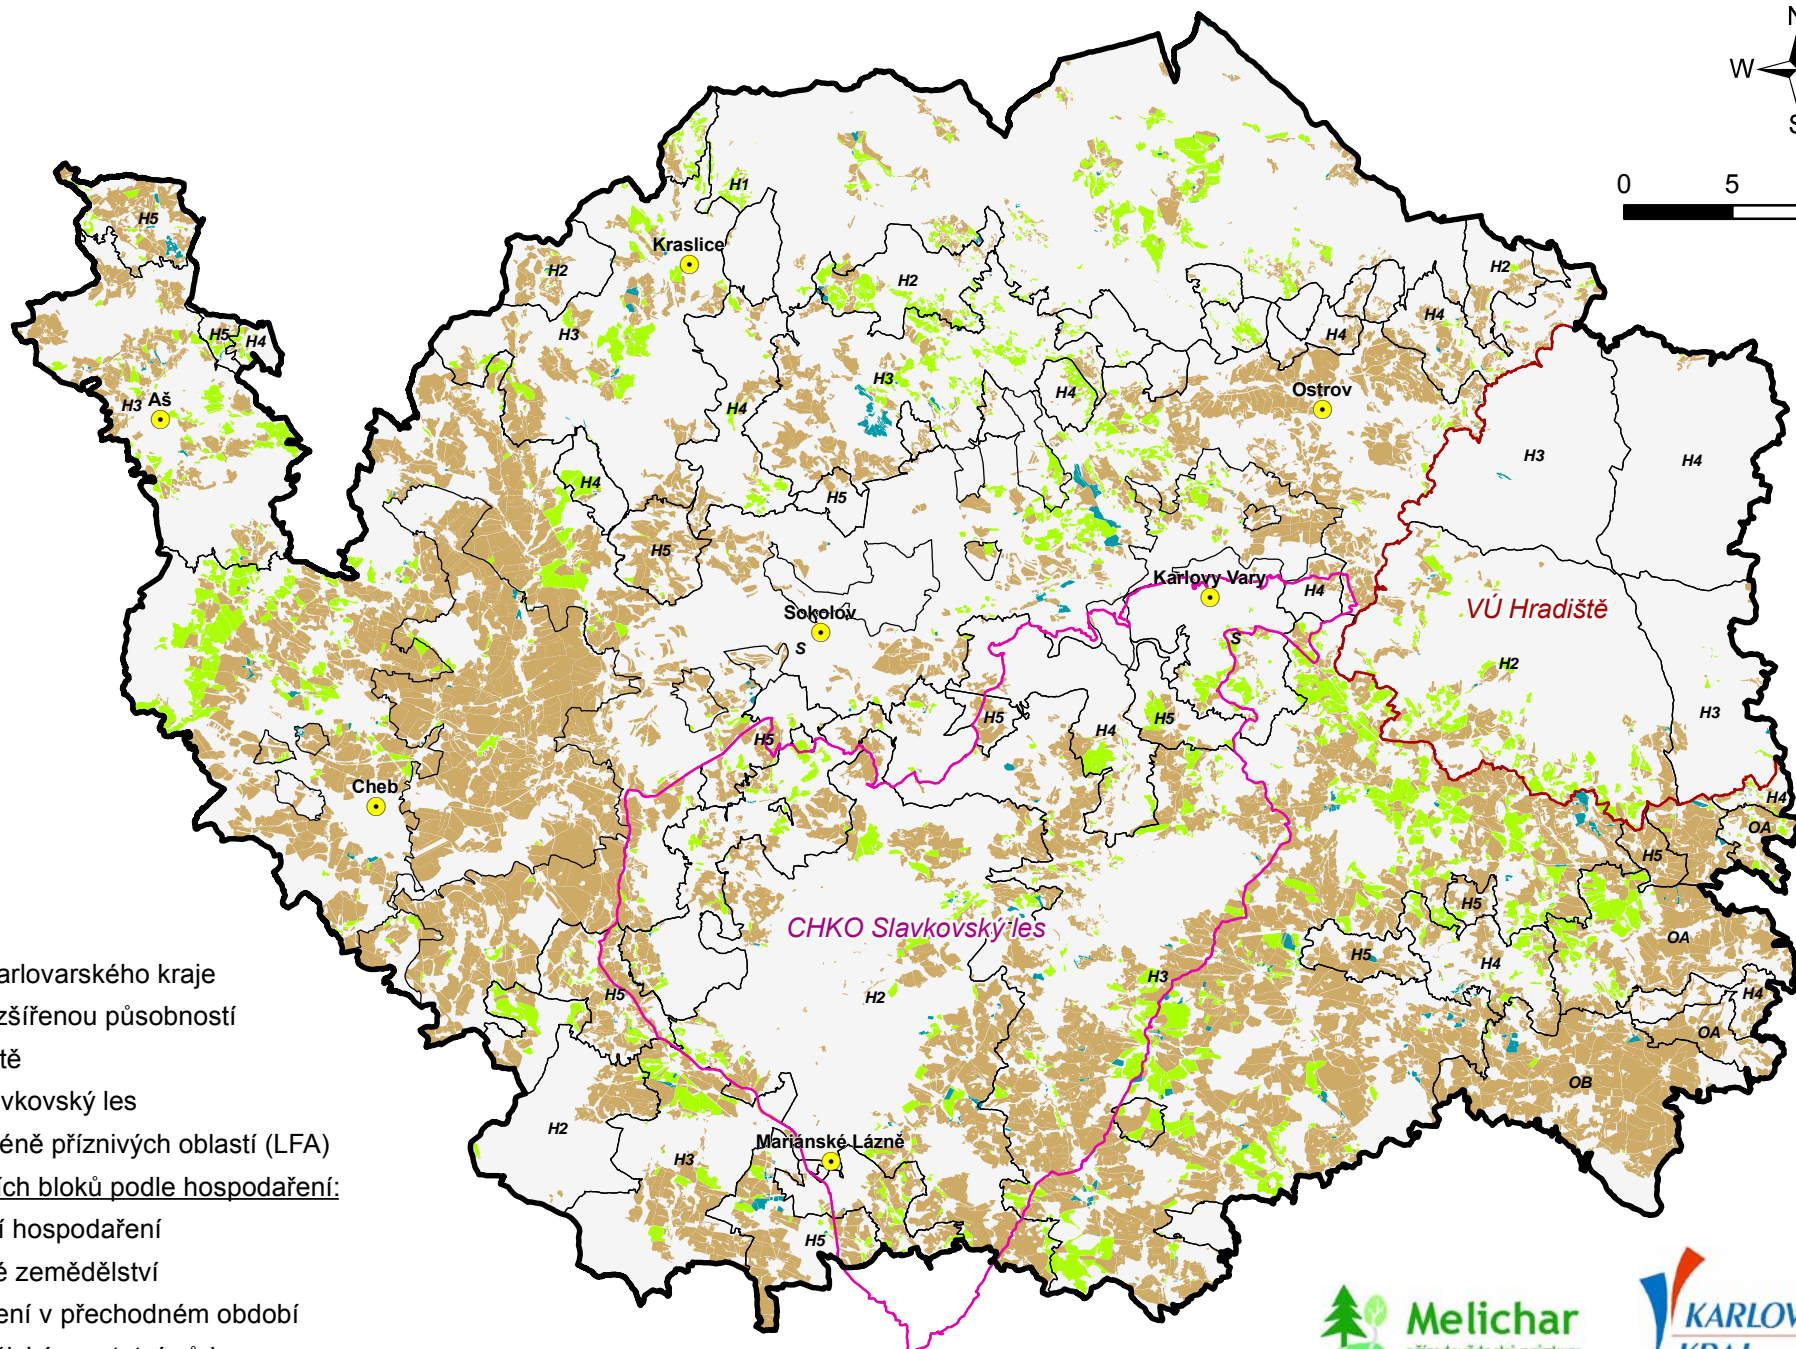 N
W
S
0 5
H5
H1
Kraslice
H2
H2
H2
H3
H4
H4
H5
H4
H3
Aš
H3
H4
H4
Ostrov
H3
H4
H4
H5
H5
Karlovy Vary
H4
VÚ Hradiště
Sokolov
S
S
H2
H3
H5
H5
H4
H5
Cheb
H4
OA
H5
H5
OA
CHKO Slavkovský les
H5
H4
H3
H2
H5
H4
OA
OB
H2
Mariánské Lázně
H3
H5
arlovarského kraje
zšířenou působností
tě
vkovský les
éně příznivých oblastí (LFA)
ích bloků podle hospodaření:
í hospodaření
é zemědělství
ení v přechodném období
Melichar
KARLOV